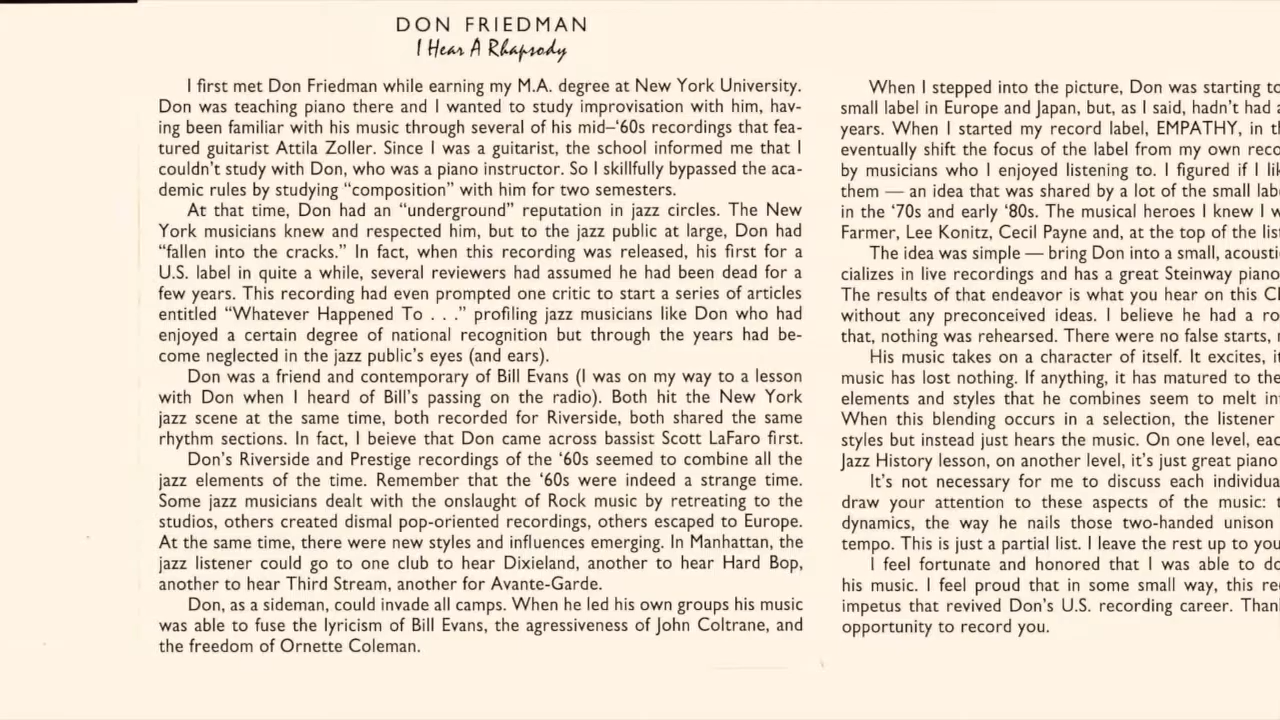 DON FRIEDMAN
I Hear A Rhapsody
I first met Don Friedman while earning my M.A. degree at New York University.
Don was teaching piano there and I wanted to study improvisation with him, hav-
ing been familiar with his music through several of his mid–‘60s recordings that fea-
tured guitarist Attila Zoller. Since I was a guitarist, the school informed me that I
couldn’t study with Don, who was a piano instructor. So I skillfully bypassed the aca-
demic rules by studying “composition” with him for two semesters.
At that time, Don had an “underground” reputation in jazz circles. The New
York musicians knew and respected him, but to the jazz public at large, Don had
“fallen into the cracks.” In fact, when this recording was released, his first for a
U.S. label in quite a while, several reviewers had assumed he had been dead for a
few years. This recording had even prompted one critic to start a series of articles
entitled “Whatever Happened To . . .” profiling jazz musicians like Don who had
enjoyed a certain degree of national recognition but through the years had be-
come neglected in the jazz public’s eyes (and ears).
Don was a friend and contemporary of Bill Evans (I was on my way to a lesson
with Don when I heard of Bill’s passing on the radio). Both hit the New York
jazz scene at the same time, both recorded for Riverside, both shared the same
rhythm sections. In fact, I beieve that Don came across bassist Scott LaFaro first.
Don’s Riverside and Prestige recordings of the ‘60s seemed to combine all the
jazz elements of the time. Remember that the ‘60s were indeed a strange time.
Some jazz musicians dealt with the onslaught of Rock music by retreating to the
studios, others created dismal pop-oriented recordings, others escaped to Europe.
At the same time, there were new styles and influences emerging. In Manhattan, the
jazz listener could go to one club to hear Dixieland, another to hear Hard Bop,
another to hear Third Stream, another for Avante-Garde.
Don, as a sideman, could invade all camps. When he led his own groups his music
was able to fuse the lyricism of Bill Evans, the agressiveness of John Coltrane, and
the freedom of Ornette Coleman.
When I stepped into the picture, Don was starting to
small label in Europe and Japan, but, as I said, hadn’t had
years. When I started my record label, EMPATHY, in
eventually shift the focus of the label from my own
by musicians who I enjoyed listening to. I figured if I
them — an idea that was shared by a lot of the small
in the ‘70s and early ‘80s. The musical heroes I knew I
Farmer, Lee Konitz, Cecil Payne and, at the top of the
The idea was simple — bring Don into a small,
cializes in live recordings and has a great Steinway piano
The results of that endeavor is what you hear on this
without any preconceived ideas. I believe he had a
that, nothing was rehearsed. There were no false starts,
His music takes on a character of itself. It excites,
music has lost nothing. If anything, it has matured to
elements and styles that he combines seem to melt
When this blending occurs in a selection, the listener
styles but instead just hears the music. On one level,
Jazz History lesson, on another level, it’s just great piano
It’s not necessary for me to discuss each
draw your attention to these aspects of the music:
dynamics, the way he nails those two-handed unison
tempo. This is just a partial list. I leave the rest up to
I feel fortunate and honored that I was able to
his music. I feel proud that in some small way, this
impetus that revived Don’s U.S. recording career.
opportunity to record you.